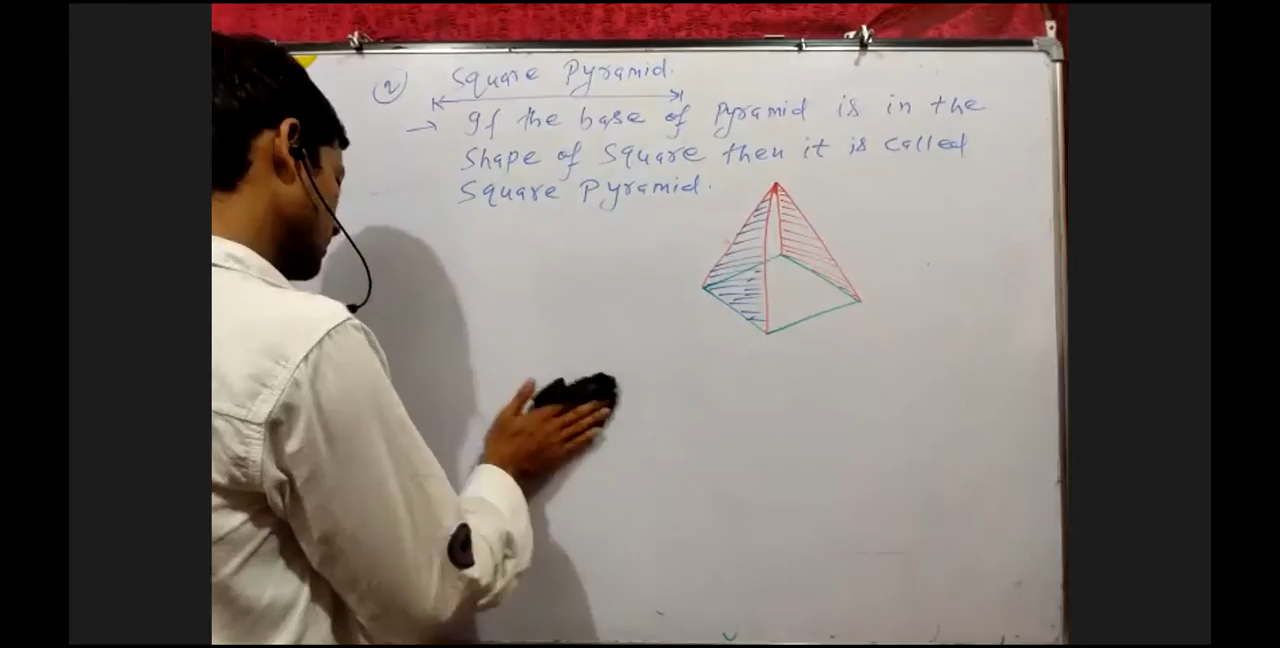 2) Square Pyramid.
→ If the base of Pyramid is in the
Shape of Square then it is called
Square Pyramid.